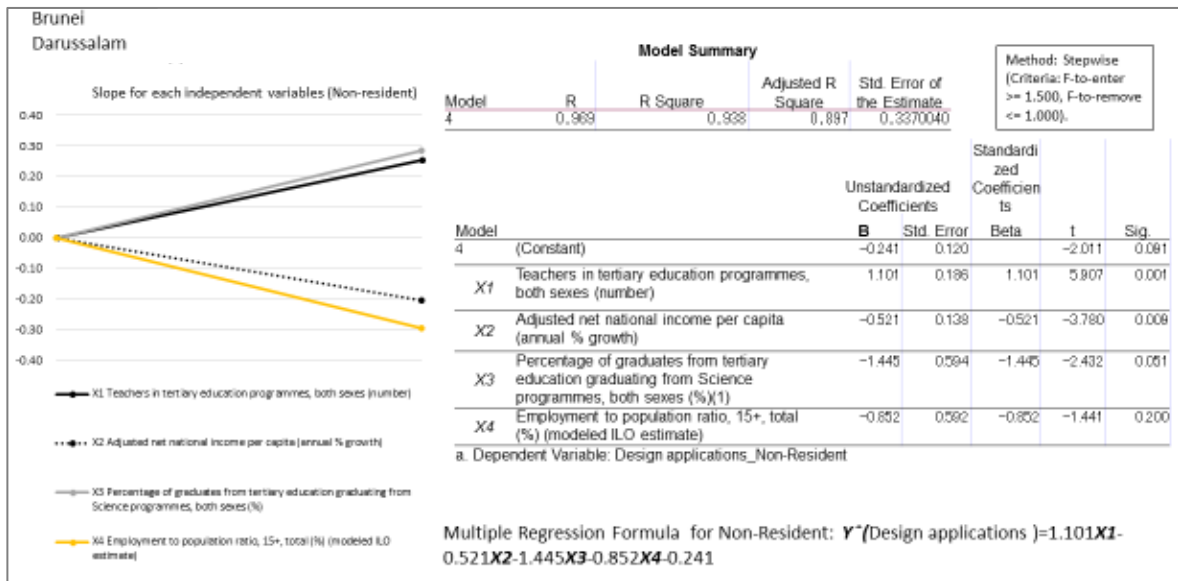 Brunei
Darussalam
Slope for each independent variables (Non-resident)
0.40
0.30
0.20
0.10
0.00
-0.10
-0.20
-0.30
-0.40
X1 Teachers in tertiary education programmes, both sexes (number)
X2 Adjusted net national income per capita (annual % growth)
X3 Percentage of graduates from tertiary education graduating from
Science programmes, both sexes (%)
X4 Employment to population ratio, 15+, total (%) (modeled ILO
estimate)
Model Summary
Model R R Square Adjusted R
Square Std. Error of
the Estimate
4 0.969 0.938 0.897 0.3370040
Method: Stepwise
(Criteria: F-to-enter
>= 1.500, F-to-remove
<= 1.000).
Model
Unstandardized
Coefficients
Standardi
zed
Coefficien
ts
B Std. Error Beta t Sig.
4 (Constant) -0.241 0.120 -2.011 0.091
X1 Teachers in tertiary education programmes,
both sexes (number) 1.101 0.186 1.101 5.907 0.001
X2 Adjusted net national income per capita
(annual % growth) -0.521 0.138 -0.521 -3.780 0.009
X3 Percentage of graduates from tertiary
education graduating from Science
programmes, both sexes (%)(1) -1.445 0.594 -1.445 -2.432 0.051
X4 Employment to population ratio, 15+, total
(%) (modeled ILO estimate) -0.852 0.592 -0.852 -1.441 0.200
a. Dependent Variable: Design applications_Non-Resident
Multiple Regression Formula for Non-Resident: Y^(Design applications )=1.101X1-
0.521X2-1.445X3-0.852X4-0.241